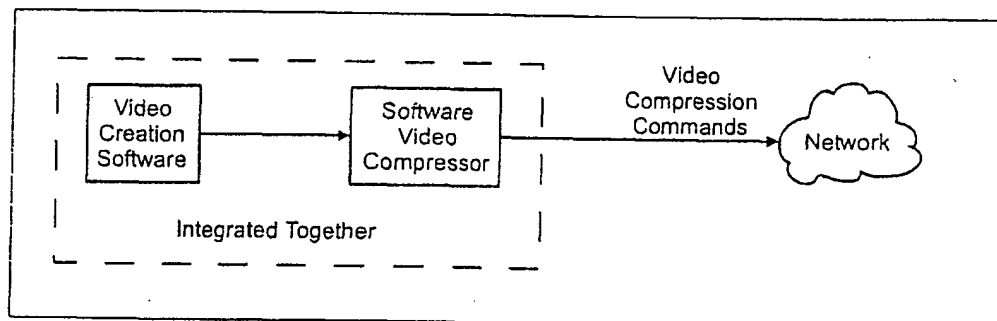 Video
Creation
Software
Software
Video
Compressor
Video
Compression
Commands
Network
Integrated Together